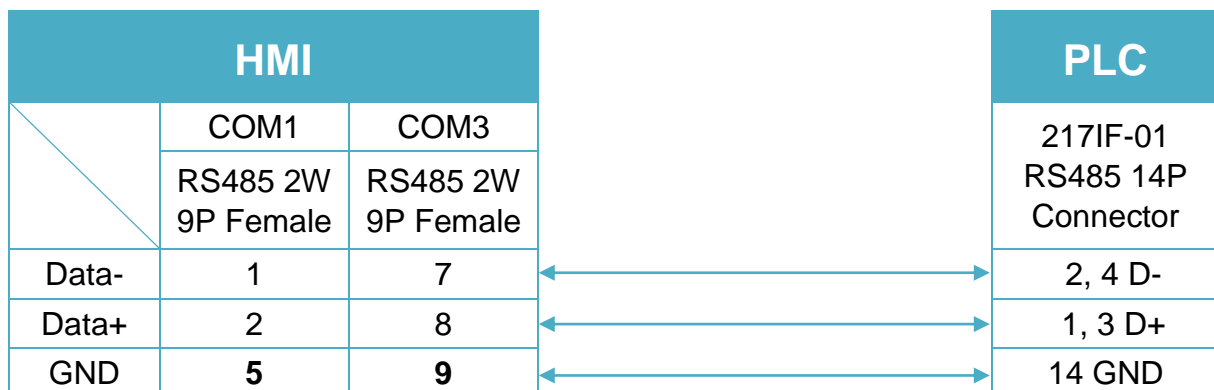 HMI PLC
COM1 COM3
217IF-01
RS485 14P
Connector
RS485 2W RS485 2W
9P Female 9P Female
Data- 1 7 2, 4 D-
Data+ 2 8 1, 3 D+
GND 5 9 14 GND